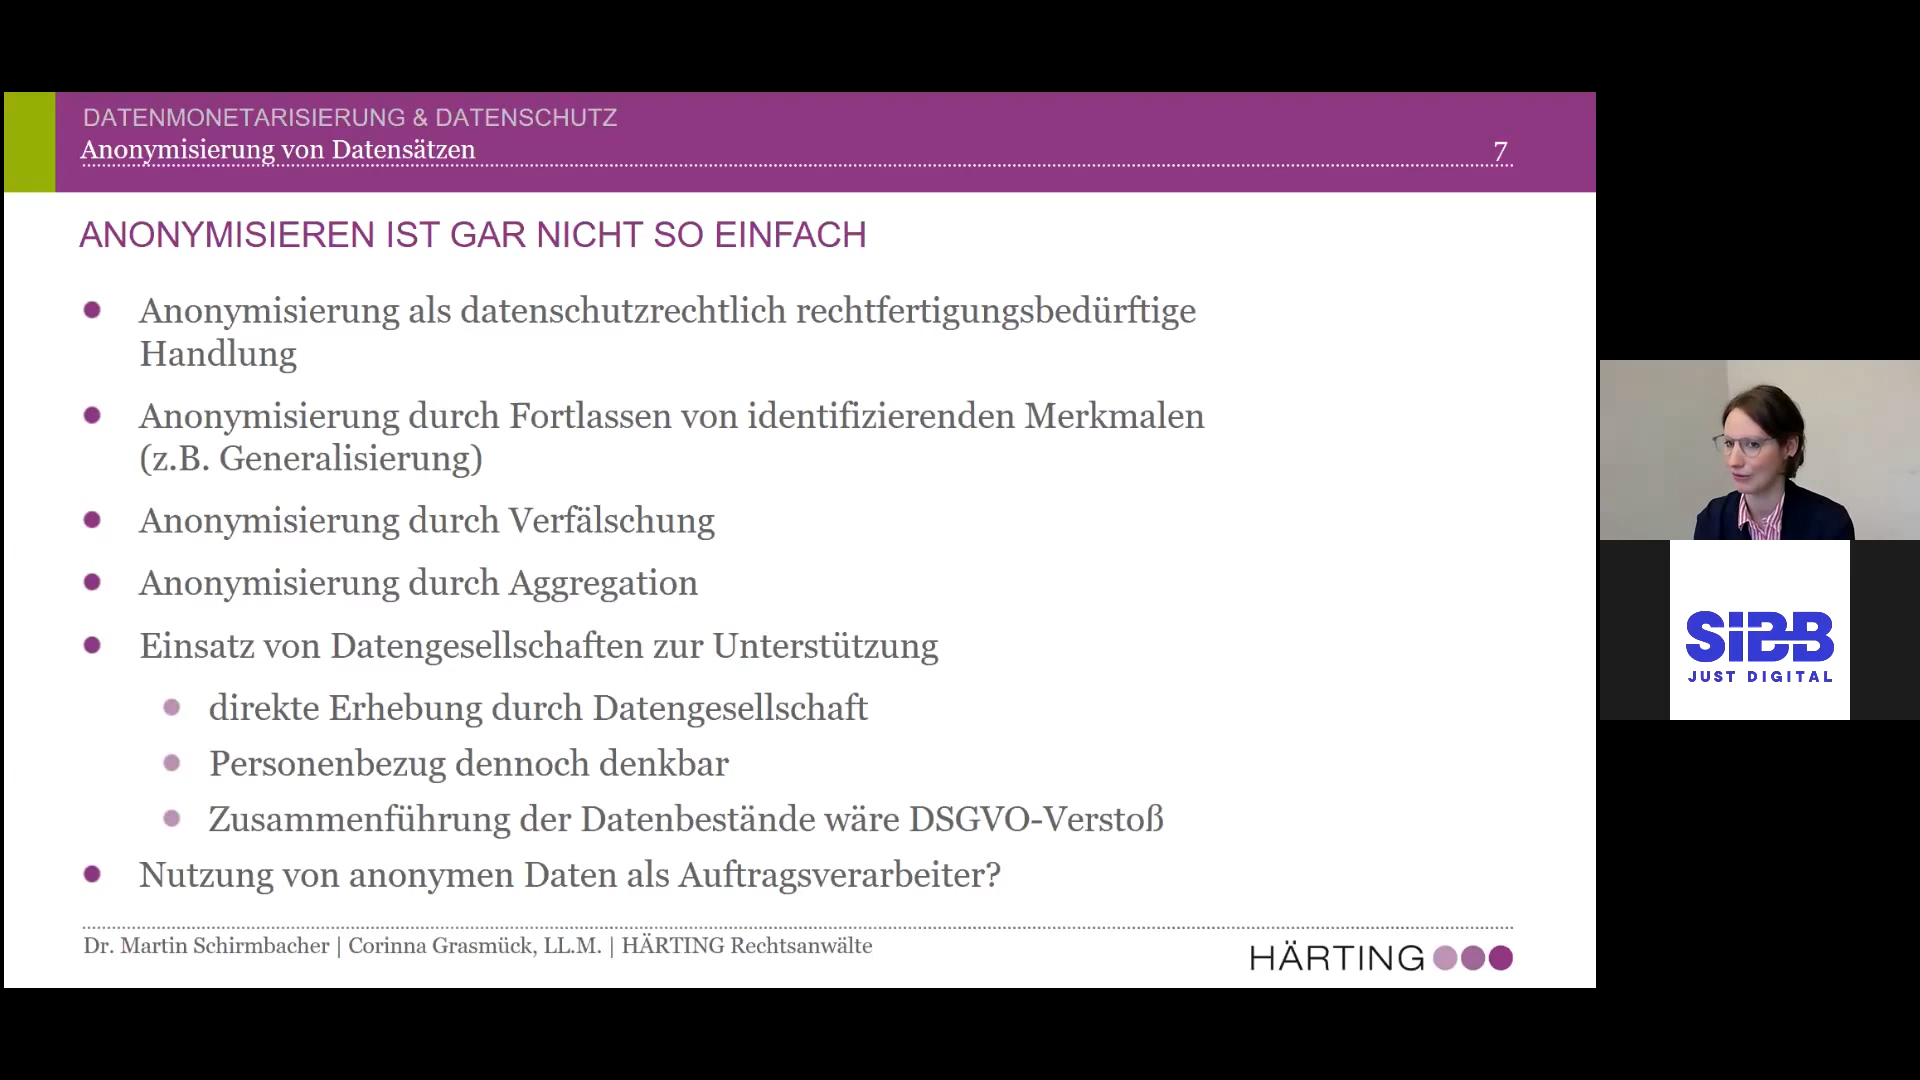 DATENMONETARISIERUNG & DATENSCHUTZ
Anonymisierung von Datensätzen
7
ANONYMISIEREN IST GAR NICHT SO EINFACH
Anonymisierung als datenschutzrechtlich rechtfertigungsbedürftige
Handlung
Anonymisierung durch Fortlassen von identifizierenden Merkmalen
(z.B. Generalisierung)
Anonymisierung durch Verfälschung
Anonymisierung durch Aggregation
Einsatz von Datengesellschaften zur Unterstützung
direkte Erhebung durch Datengesellschaft
Personenbezug dennoch denkbar
Zusammenführung der Datenbestände wäre DSGVO-Verstoß
Nutzung von anonymen Daten als Auftragsverarbeiter?
Dr. Martin Schirmbacher | Corinna Grasmück, LL.M. | HÄRTING Rechtsanwälte
HÄRTING
SIBB
JUST DIGITAL